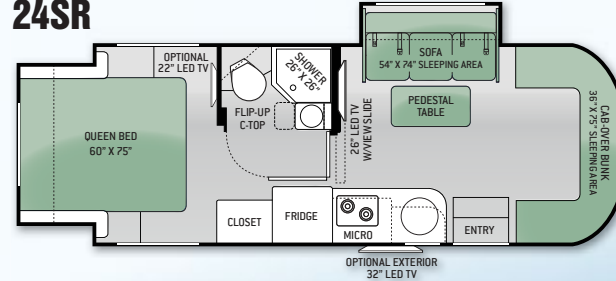 24SR
OPTIONAL
22" LED TV
SHOWER
26" X 26"
SOFA
54" X 74" SLEEPING AREA
FLIP-UP
C-TOP
26" LED TV
W/VIEW SLIDE
PEDESTAL
TABLE
CAB-OVER BUNK
36" X 75" SLEEPING AREA
QUEEN BED
60" X 75"
CLOSET
FRIDGE
MICRO
ENTRY
OPTIONAL EXTERIOR
32" LED TV